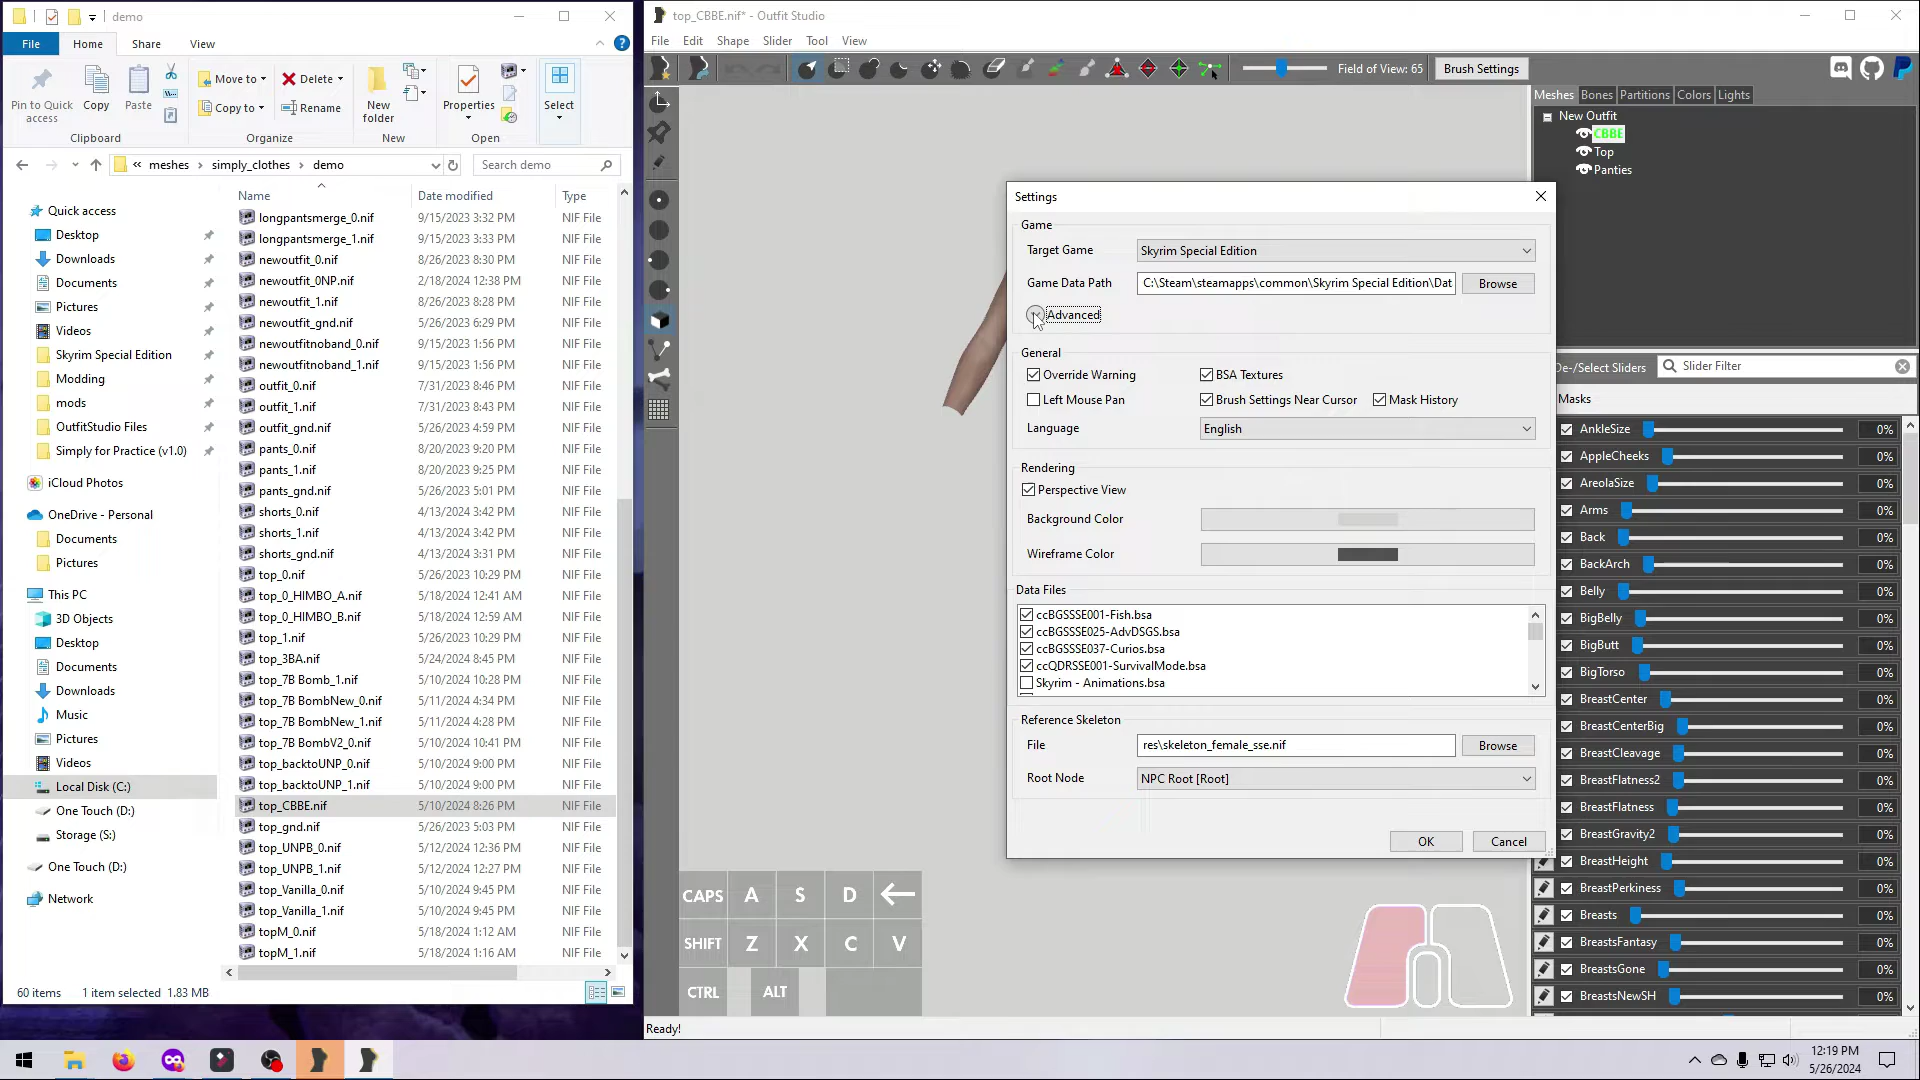 demo
File
Home
Share
View
Pin to Quick access
Copy
Paste
Clipboard
Move to
Copy to
Delete
Rename
Organize
New folder
New
Properties
Open
Select
« meshes > simply_clothes > demo
Search demo
Name
Date modified
Type
Quick access
Desktop
Downloads
Documents
Pictures
Videos
Skyrim Special Edition
Modding
mods
OutfitStudio Files
Simply for Practice (v1.0)
iCloud Photos
OneDrive - Personal
Documents
Pictures
This PC
3D Objects
Desktop
Documents
Downloads
Music
Pictures
Videos
Local Disk (C:)
One Touch (D:)
Storage (S:)
One Touch (D:)
Network
longpantsmerge_0.nif 9/15/2023 3:32 PM NIF File
longpantsmerge_1.nif 9/15/2023 3:33 PM NIF File
newoutfit_0.nif 8/26/2023 8:30 PM NIF File
newoutfit_0NP.nif 2/18/2024 12:38 PM NIF File
newoutfit_1.nif 8/26/2023 8:28 PM NIF File
newoutfit_gnd.nif 5/26/2023 6:29 PM NIF File
newoutfitnoband_0.nif 9/15/2023 1:56 PM NIF File
newoutfitnoband_1.nif 9/15/2023 1:56 PM NIF File
outfit_0.nif 7/31/2023 8:46 PM NIF File
outfit_1.nif 7/31/2023 8:43 PM NIF File
outfit_gnd.nif 5/26/2023 4:59 PM NIF File
pants_0.nif 8/20/2023 9:20 PM NIF File
pants_1.nif 8/20/2023 9:25 PM NIF File
pants_gnd.nif 5/26/2023 5:01 PM NIF File
shorts_0.nif 4/13/2024 3:42 PM NIF File
shorts_1.nif 4/13/2024 3:42 PM NIF File
shorts_gnd.nif 4/13/2024 3:31 PM NIF File
top_0.nif 5/26/2023 10:29 PM NIF File
top_0_HIMBO_A.nif 5/18/2024 12:41 AM NIF File
top_0_HIMBO_B.nif 5/18/2024 12:59 AM NIF File
top_1.nif 5/26/2023 10:29 PM NIF File
top_3BA.nif 5/24/2024 8:45 PM NIF File
top_7B Bomb_1.nif 5/10/2024 10:28 PM NIF File
top_7B BombNew_0.nif 5/11/2024 4:34 PM NIF File
top_7B BombNew_1.nif 5/11/2024 4:28 PM NIF File
top_7B BombV2_0.nif 5/10/2024 10:41 PM NIF File
top_backtoUNP_0.nif 5/10/2024 9:00 PM NIF File
top_backtoUNP_1.nif 5/10/2024 9:00 PM NIF File
top_CBBE.nif 5/10/2024 8:26 PM NIF File
top_gnd.nif 5/26/2023 5:03 PM NIF File
top_UNPB_0.nif 5/12/2024 12:36 PM NIF File
top_UNPB_1.nif 5/12/2024 12:27 PM NIF File
top_Vanilla_0.nif 5/10/2024 9:45 PM NIF File
top_Vanilla_1.nif 5/10/2024 9:45 PM NIF File
topM_0.nif 5/18/2024 1:12 AM NIF File
topM_1.nif 5/18/2024 1:16 AM NIF File
60 items 1 item selected 1.83 MB
top_CBBE.nif* - Outfit Studio
File Edit Shape Slider Tool View
Field of View: 65
Brush Settings
Meshes Bones Partitions Colors Lights
New Outfit
CBBE
Top
Panties
De-/Select Sliders
Slider Filter
Masks
AnkleSize 0%
AppleCheeks 0%
AreolaSize 0%
Arms 0%
Back 0%
BackArch 0%
Belly 0%
BigBelly 0%
BigButt 0%
BigTorso 0%
BreastCenter 0%
BreastCenterBig 0%
BreastCleavage 0%
BreastFlatness2 0%
BreastFlatness 0%
BreastGravity2 0%
BreastHeight 0%
BreastPerkiness 0%
Breasts 0%
BreastsFantasy 0%
BreastsGone 0%
BreastsNewSH 0%
Settings
Game
Target Game Skyrim Special Edition
Game Data Path C:\Steam\steamapps\common\Skyrim Special Edition\Dat Browse
Advanced
General
Override Warning BSA Textures
Left Mouse Pan Brush Settings Near Cursor Mask History
Language English
Rendering
Perspective View
Background Color
Wireframe Color
Data Files
ccBGSSSE001-Fish.bsa
ccBGSSSE025-AdvDSGS.bsa
ccBGSSSE037-Curios.bsa
ccQDRSSE001-SurvivalMode.bsa
Skyrim - Animations.bsa
Reference Skeleton
File res\skeleton_female_sse.nif Browse
Root Node NPC Root [Root]
OK Cancel
CAPS A S D ←
SHIFT Z X C V
CTRL ALT
Ready!
12:19 PM
5/26/2024